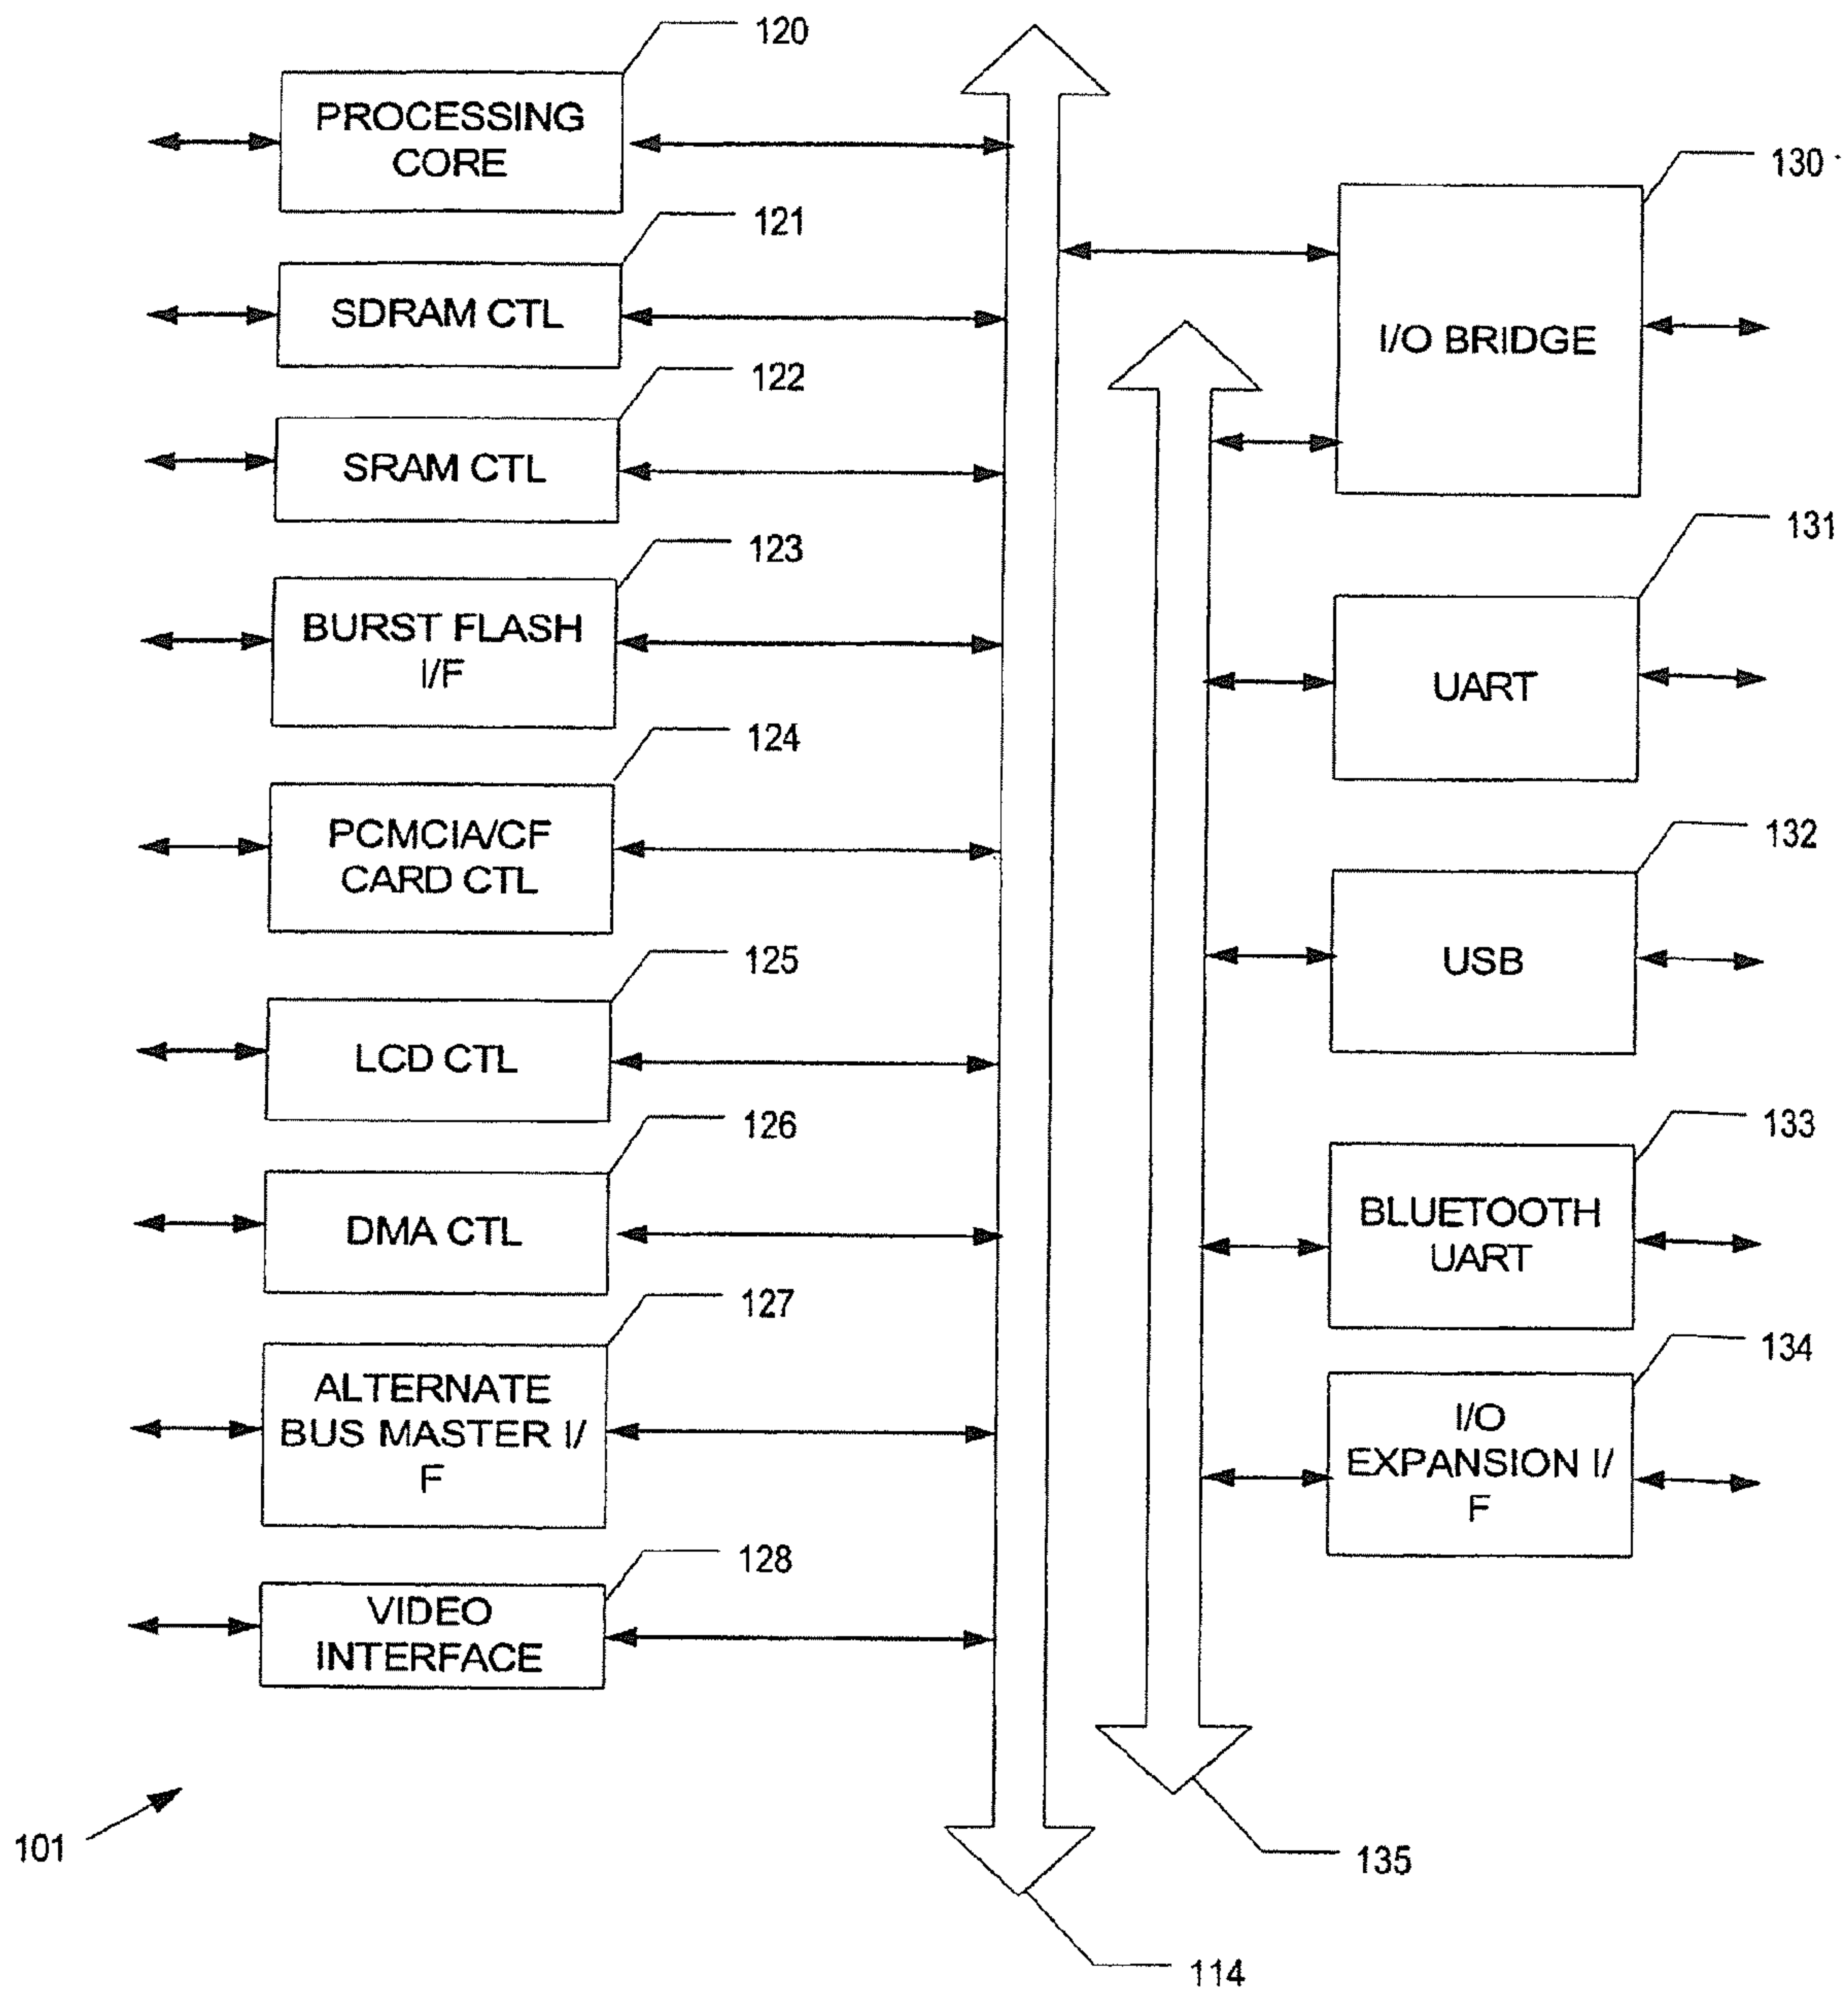 120
PROCESSING
CORE
121
SDRAM CTL
122
SRAM CTL
123
BURST FLASH
I/F
124
PCMCIA/CF
CARD CTL
125
LCD CTL
126
DMA CTL
127
ALTERNATE
BUS MASTER I/
F
128
VIDEO
INTERFACE
101
130
I/O BRIDGE
131
UART
132
USB
133
BLUETOOTH
UART
134
I/O
EXPANSION I/
F
135
114